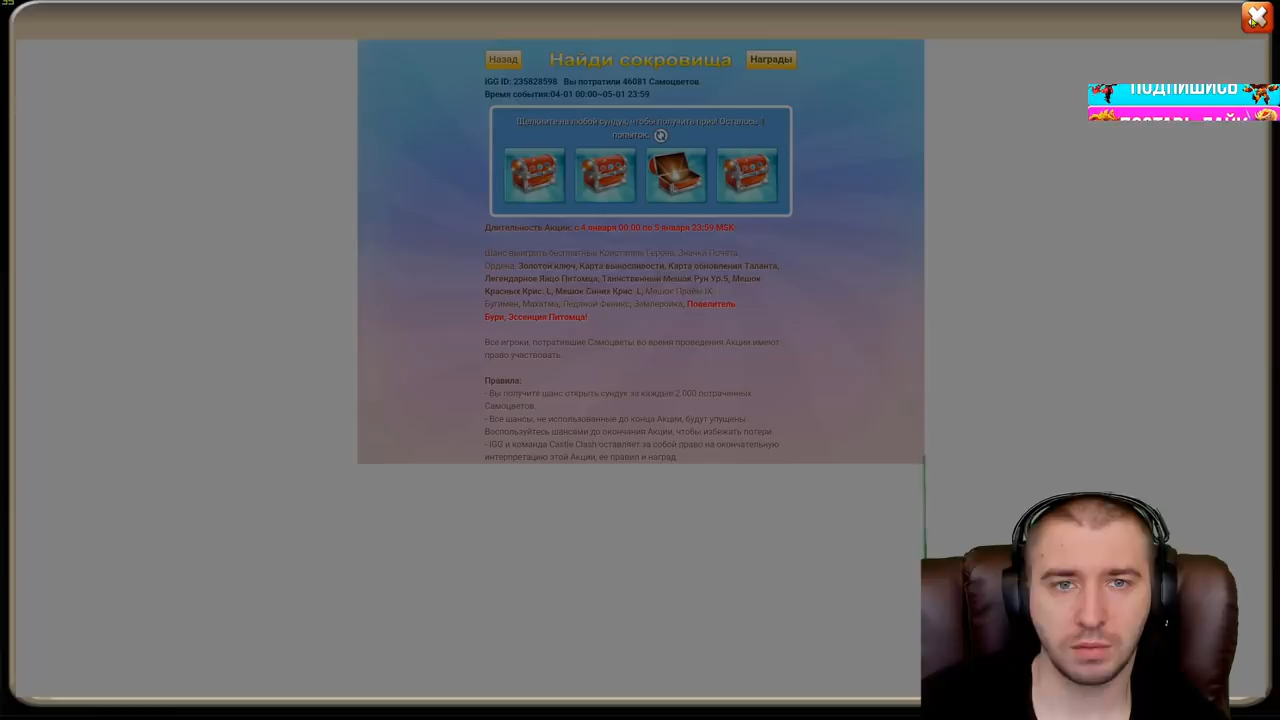 Назад
Найди сокровища
Награды
IGG ID: 235828598 Вы потратили 46081 Самоцветов.
Время события:04-01 00:00~05-01 23:59
Щелкните на любой сундук, чтобы получить приз! Осталось 1
попыток.
Длительность Акции: с 4 января 00:00 по 5 января 23:59 MSK
Шанс выиграть бесплатные Кристаллы Героев, Значки Почета,
Ордена, Золотой ключ, Карта выносливости, Карта обновления Таланта,
Легендарное Яйцо Питомца, Таинственный Мешок Рун Ур.5, Мешок
Красных Крис. L, Мешок Синих Крис. L, Мешок Проён IX,
Бугимен, Махатма, Ледяной Феникс, Землеройка, Повелитель
Бури, Эссенция Питомца!
Все игроки, потратившие Самоцветы во время проведения Акции имеют
право участвовать.
Правила:
- Вы получите шанс открыть сундук за каждые 2,000 потраченных
Самоцветов.
- Все шансы, не использованные до конца Акции, будут упущены.
Воспользуйтесь шансами до окончания Акции, чтобы избежать потери.
- IGG и команда Castle Clash оставляет за собой право на окончательную
интерпретацию этой Акции, ее правил и наград.
ПОДПИШИСЬ
ПОСТАВЬ ЛАЙК